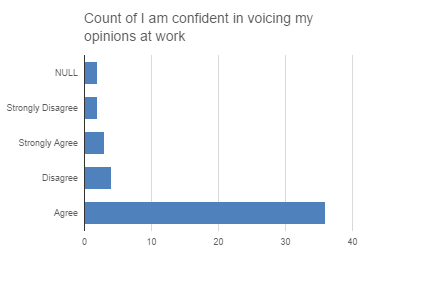 Count of I am confident in voicing my
opinions at work
NULL
Strongly Disagree
Strongly Agree
Disagree
Agree
0 10 20 30 40